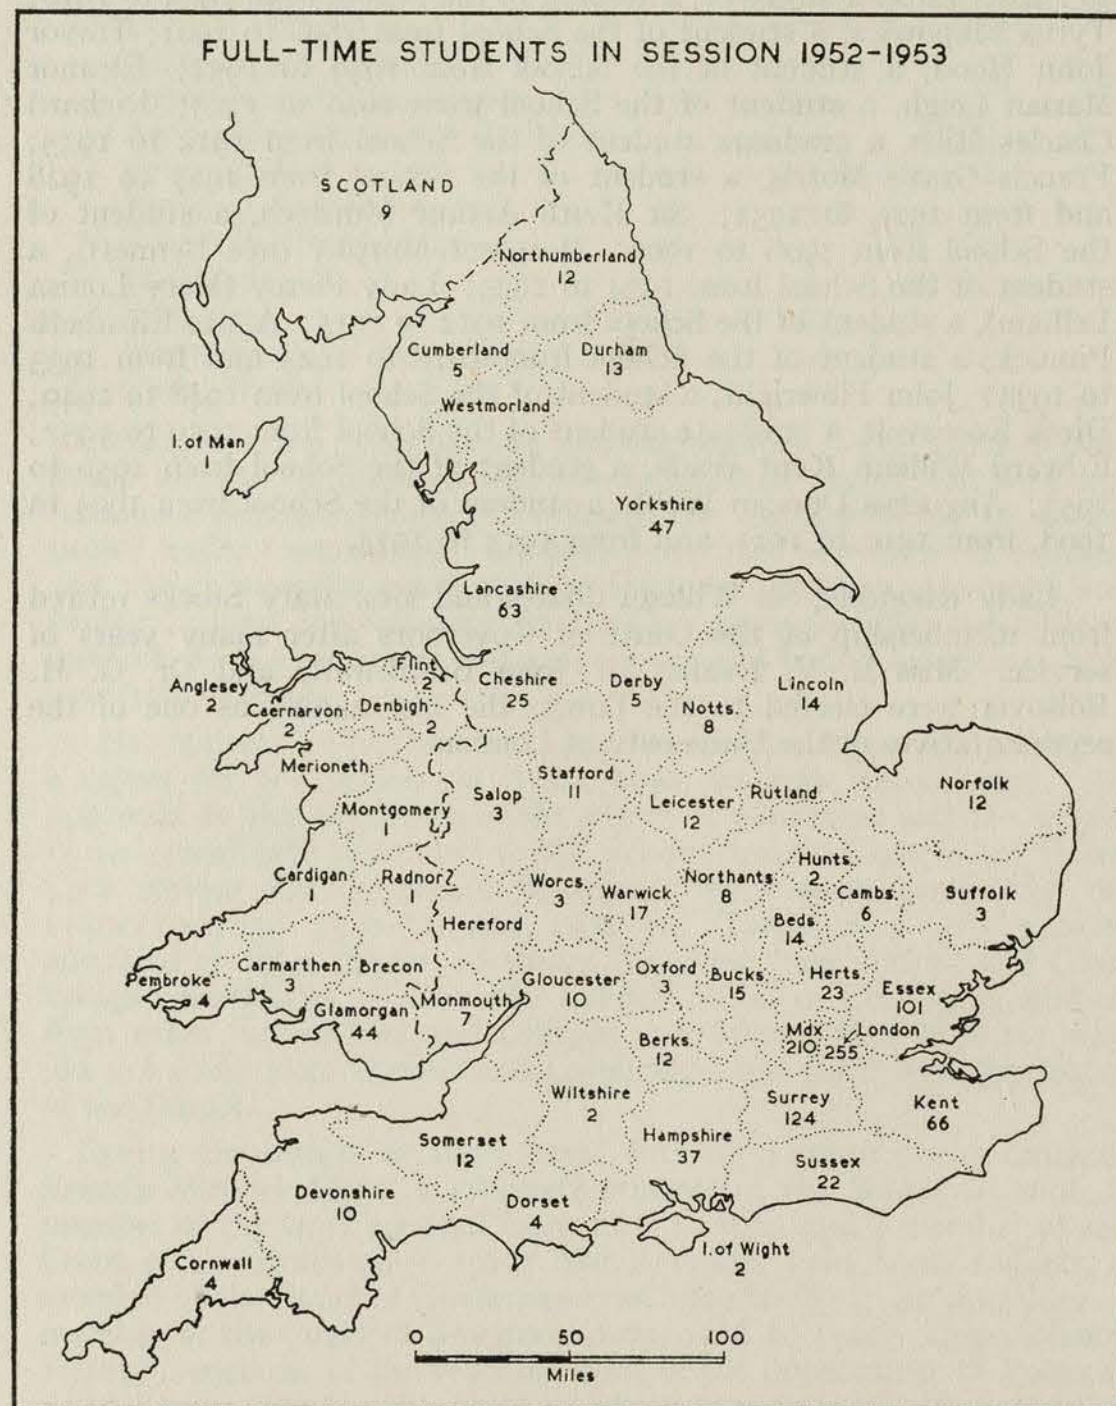 FULL-TIME STUDENTS IN SESSION 1952-1953
SCOTLAND
9
Northumberland
12
Cumberland
5
Durham
13
Westmorland
I. of Man
1
Yorkshire
47
Lancashire
63
Anglesey
2
Caernarvon
2
Flint
2
Denbigh
2
Cheshire
25
Derby
5
Notts.
8
Lincoln
14
Merioneth
Montgomery
1
Salop
3
Stafford
11
Leicester
12
Rutland
Norfolk
12
Cardigan
1
Radnor
1
Hereford
Worcs.
3
Warwick
17
Northants
8
Hunts.
2
Cambs.
6
Suffolk
3
Beds.
14
Pembroke
4
Carmarthen
3
Brecon
Glamorgan
44
Monmouth
7
Gloucester
10
Oxford
3
Bucks.
15
Herts.
23
Essex
101
Berks.
12
Mdx
210
London
255
Wiltshire
2
Surrey
124
Kent
66
Somerset
12
Hampshire
37
Sussex
22
Devonshire
10
Dorset
4
I. of Wight
2
Cornwall
4
0 50 100
Miles